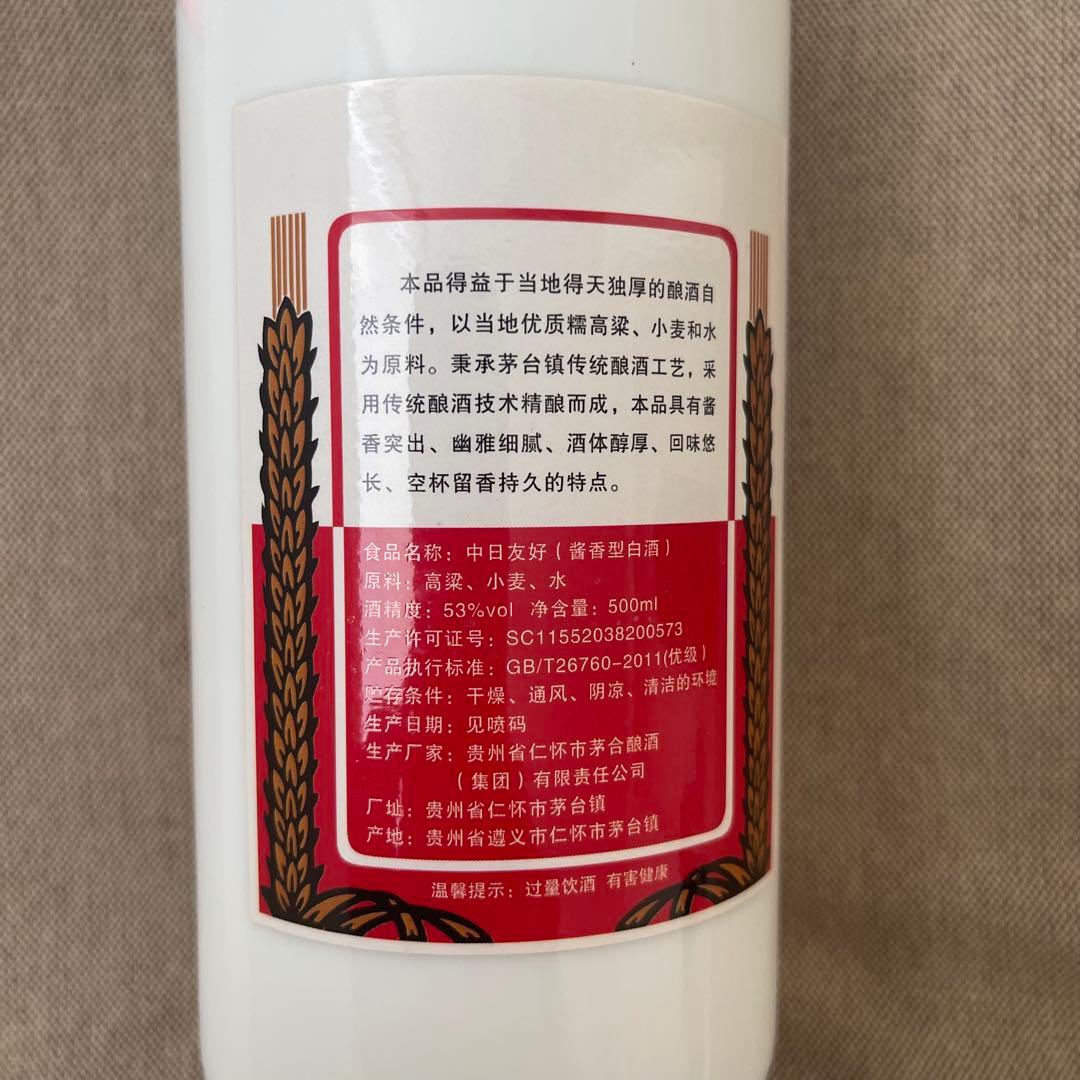 本品得益于当地得天独厚的酿酒自
然条件，以当地优质糯高粱、小麦和水
为原料。秉承茅台镇传统酿酒工艺，采
用传统酿酒技术精酿而成，本品具有酱
香突出、幽雅细腻、酒体醇厚、回味悠
长、空杯留香持久的特点。
食品名称：中日友好（酱香型白酒）
原料：高粱、小麦、水
酒精度：53%vol 净含量：500ml
生产许可证号：SC11552038200573
产品执行标准：GB/T26760-2011(优级）
贮存条件：干燥、通风、阴凉、清洁的环境
生产日期：见喷码
生产厂家：贵州省仁怀市茅合酿酒
（集团）有限责任公司
厂址：贵州省仁怀市茅台镇
产地：贵州省遵义市仁怀市茅台镇
温馨提示：过量饮酒 有害健康